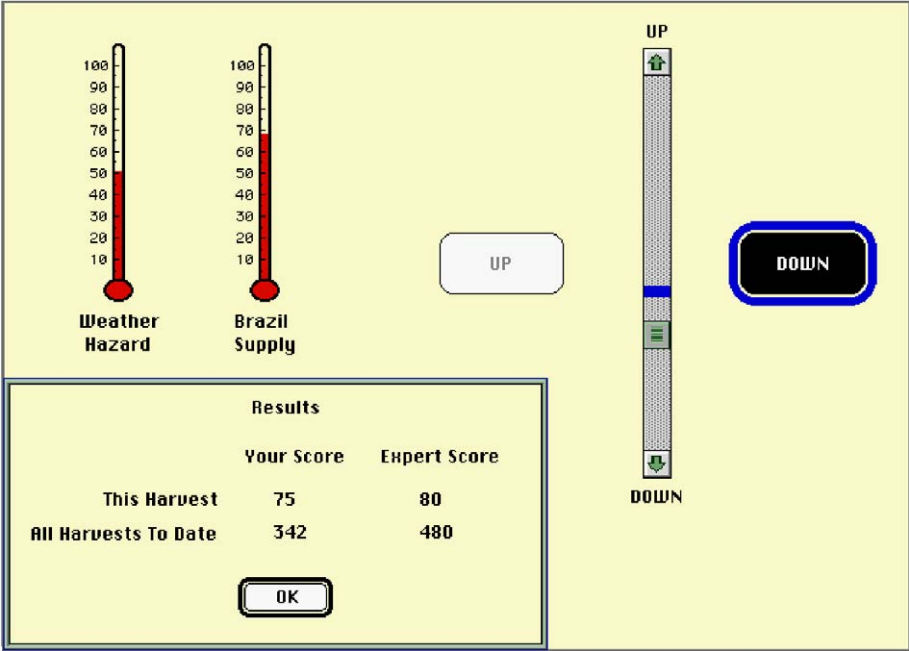 UP
100 100
90 90
80 80
70 70
60 60
50 50
40 40
30 30
20 20
10 10
UP
DOWN
Weather Hazard
Brazil Supply
DOWN
Results
Your Score Expert Score
This Harvest 75 80
All Harvests To Date 342 480
OK